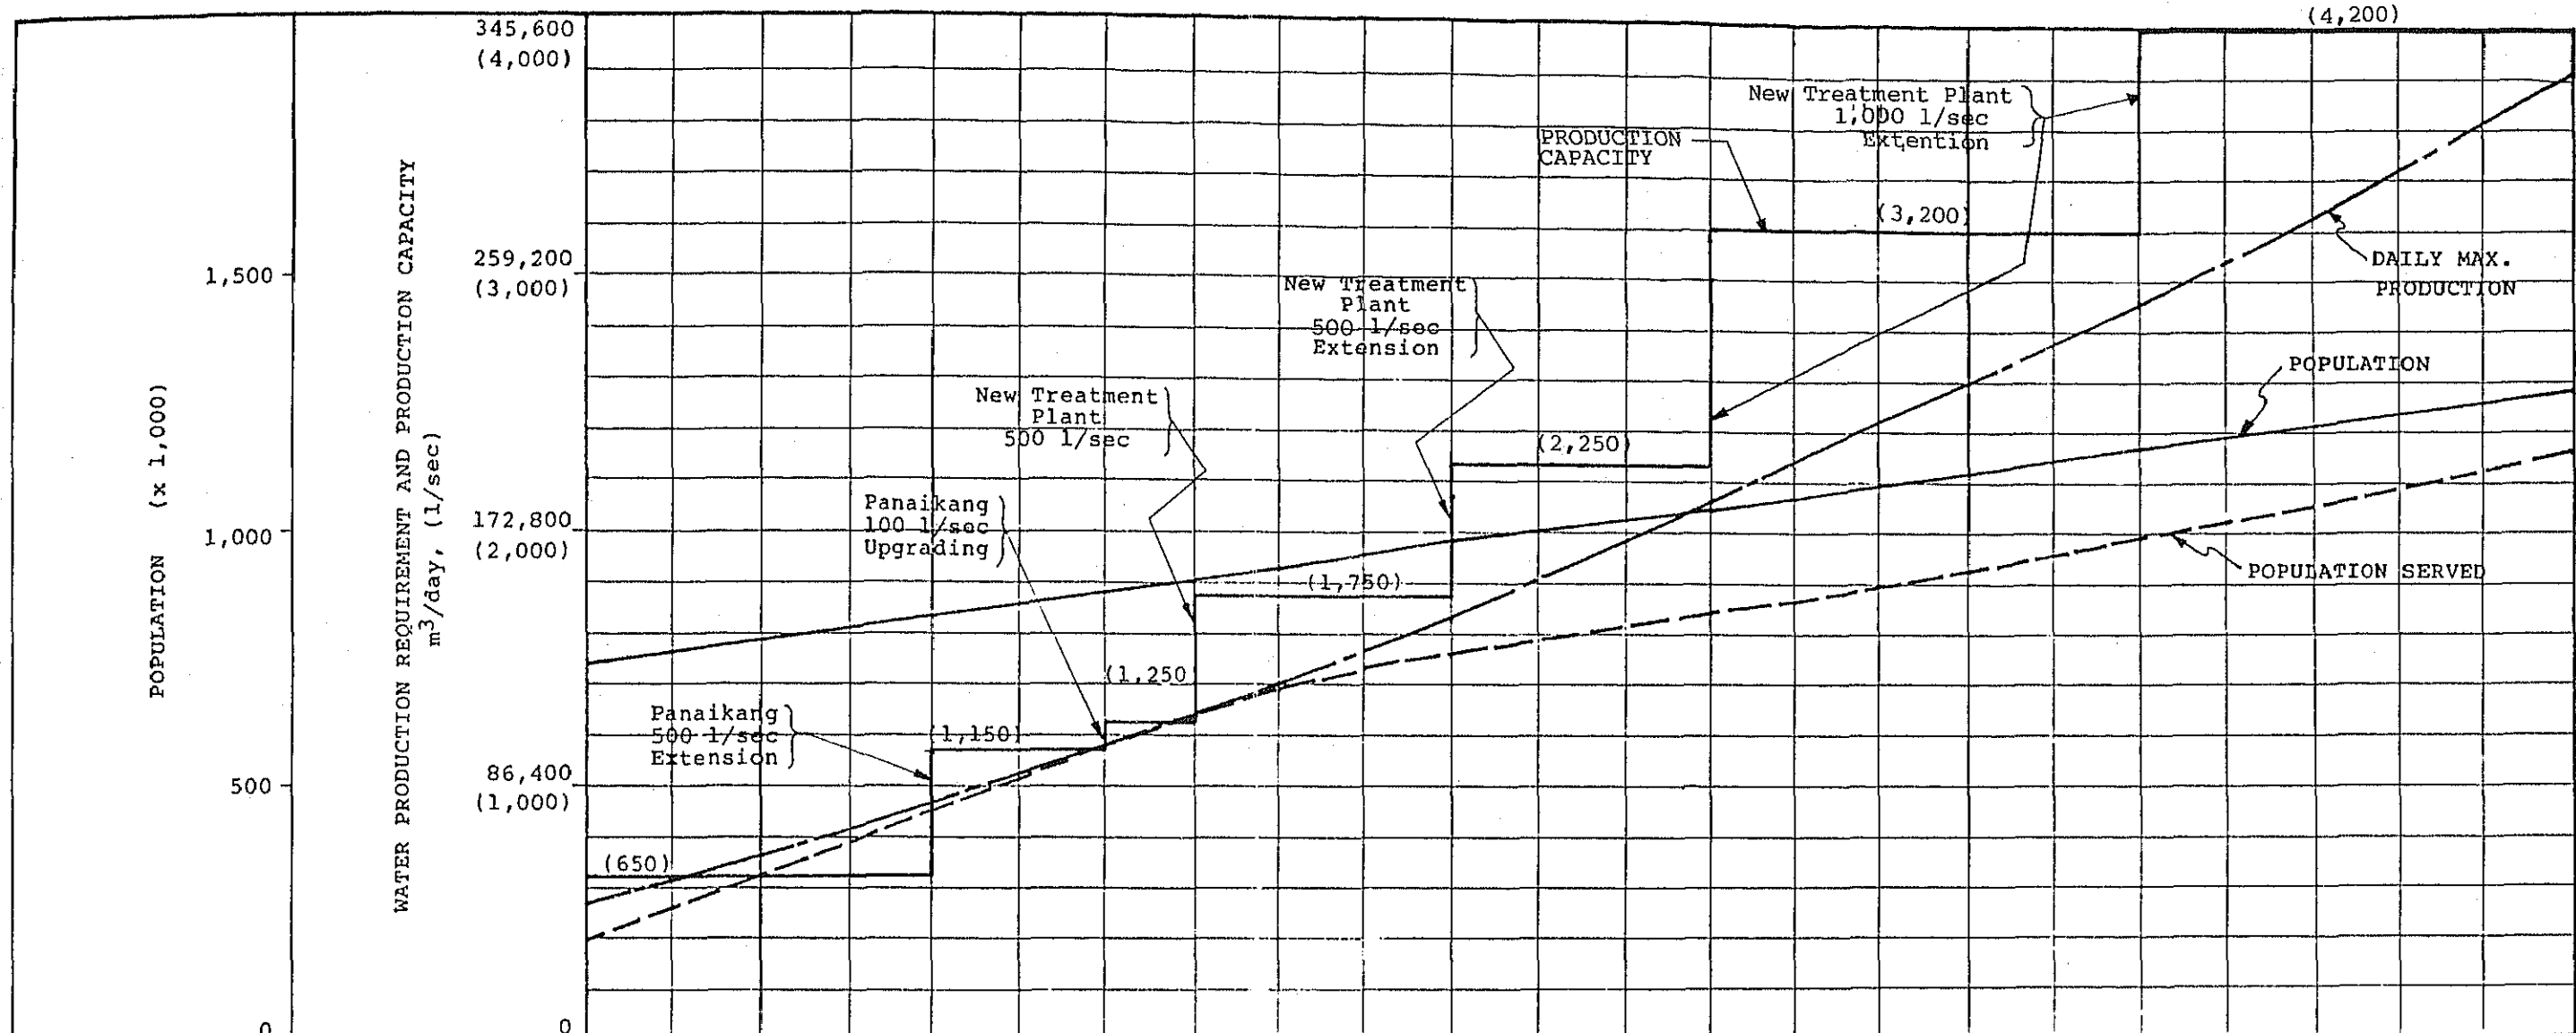 POPULATION (x 1,000)
1,500
1,000
500
0
WATER PRODUCTION REQUIREMENT AND PRODUCTION CAPACITY
m³/day, (l/sec)
345,600
(4,000)
259,200
(3,000)
172,800
(2,000)
86,400
(1,000)
0
(4,200)
New Treatment Plant
1,000 l/sec
Extention
PRODUCTION
CAPACITY
(3,200)
DAILY MAX.
PRODUCTION
New Treatment
Plant
500 l/sec
Extension
POPULATION
New Treatment
Plant
500 l/sec
(2,250)
Panaikang
100 l/sec
Upgrading
(1,750)
POPULATION SERVED
(1,250
Panaikang
500 l/sec
Extension
(1,150)
(650)